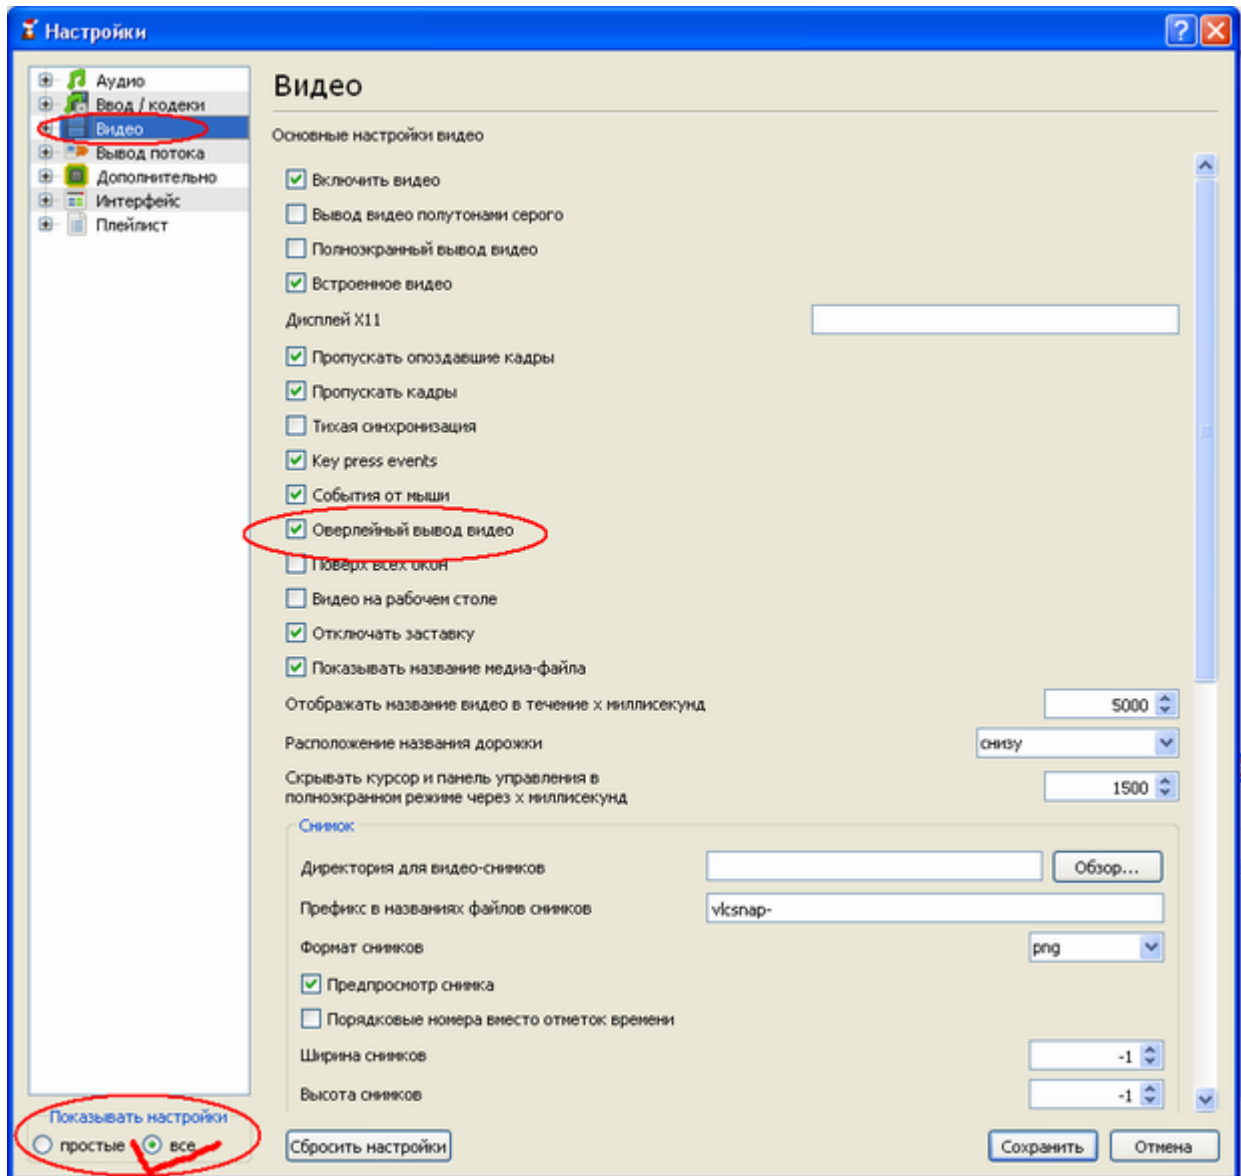 Настройки
Аудио
Ввод / кодеки
Видео
Вывод потока
Дополнительно
Интерфейс
Плейлист
Видео
Основные настройки видео
Включить видео
Вывод видео полутонами серого
Полноэкранный вывод видео
Встроенное видео
Дисплей X11
Пропускать опоздавшие кадры
Пропускать кадры
Тихая синхронизация
Key press events
События от мыши
Оверлейный вывод видео
Поверх всех окон
Видео на рабочем столе
Отключать заставку
Показывать название медиа-файла
Отображать название видео в течение x миллисекунд 5000
Расположение названия дорожки снизу
Скрывать курсор и панель управления в
полноэкранном режиме через x миллисекунд 1500
Снимок
Директория для видео-снимков Обзор...
Префикс в названиях файлов снимков vlcsnap-
Формат снимков png
Предпросмотр снимка
Порядковые номера вместо отметок времени
Ширина снимков -1
Высота снимков -1
Показывать настройки
простые все
Сбросить настройки Сохранить Отмена